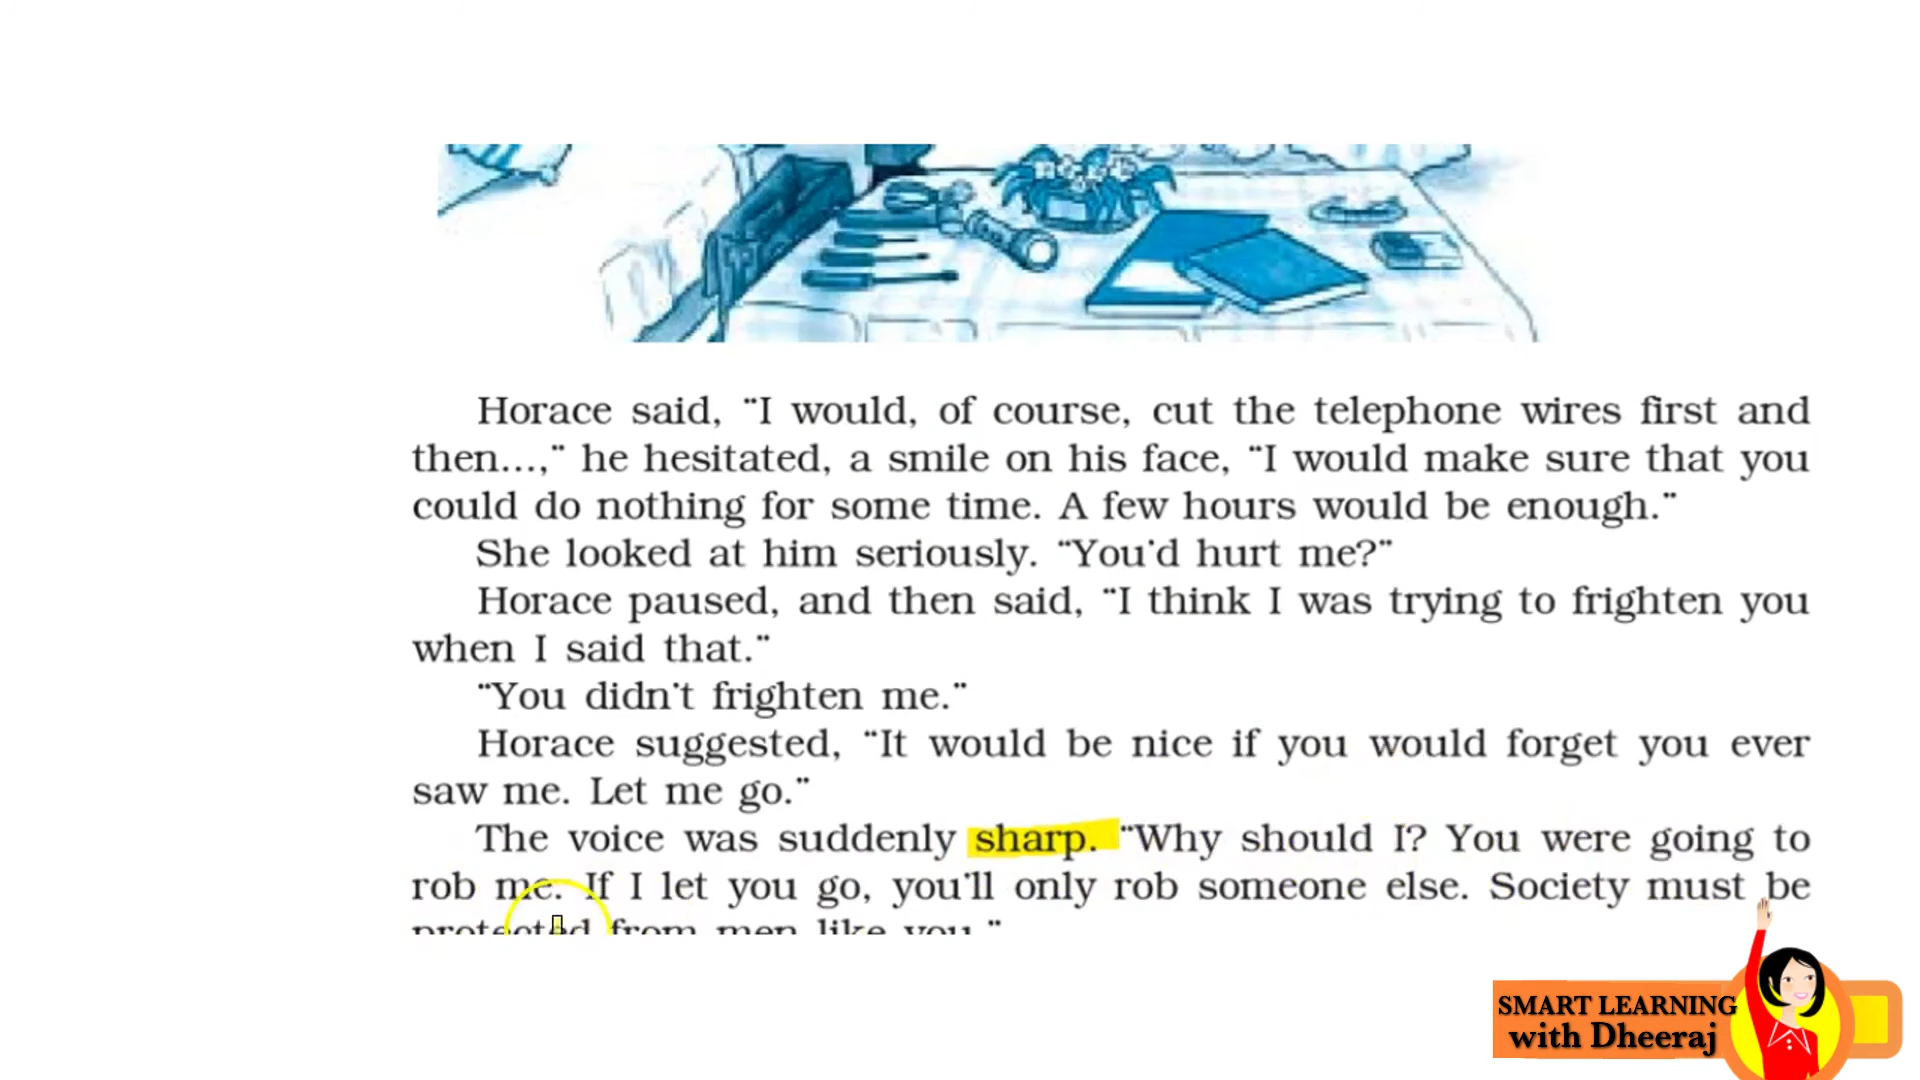 Horace said, “I would, of course, cut the telephone wires first and
then...,” he hesitated, a smile on his face, “I would make sure that you
could do nothing for some time. A few hours would be enough.”
She looked at him seriously. “You'd hurt me?”
Horace paused, and then said, “I think I was trying to frighten you
when I said that.”
“You didn't frighten me.”
Horace suggested, “It would be nice if you would forget you ever
saw me. Let me go.”
The voice was suddenly sharp. “Why should I? You were going to
rob me. If I let you go, you'll only rob someone else. Society must be
protected from men like you.”
SMART LEARNING
with Dheeraj